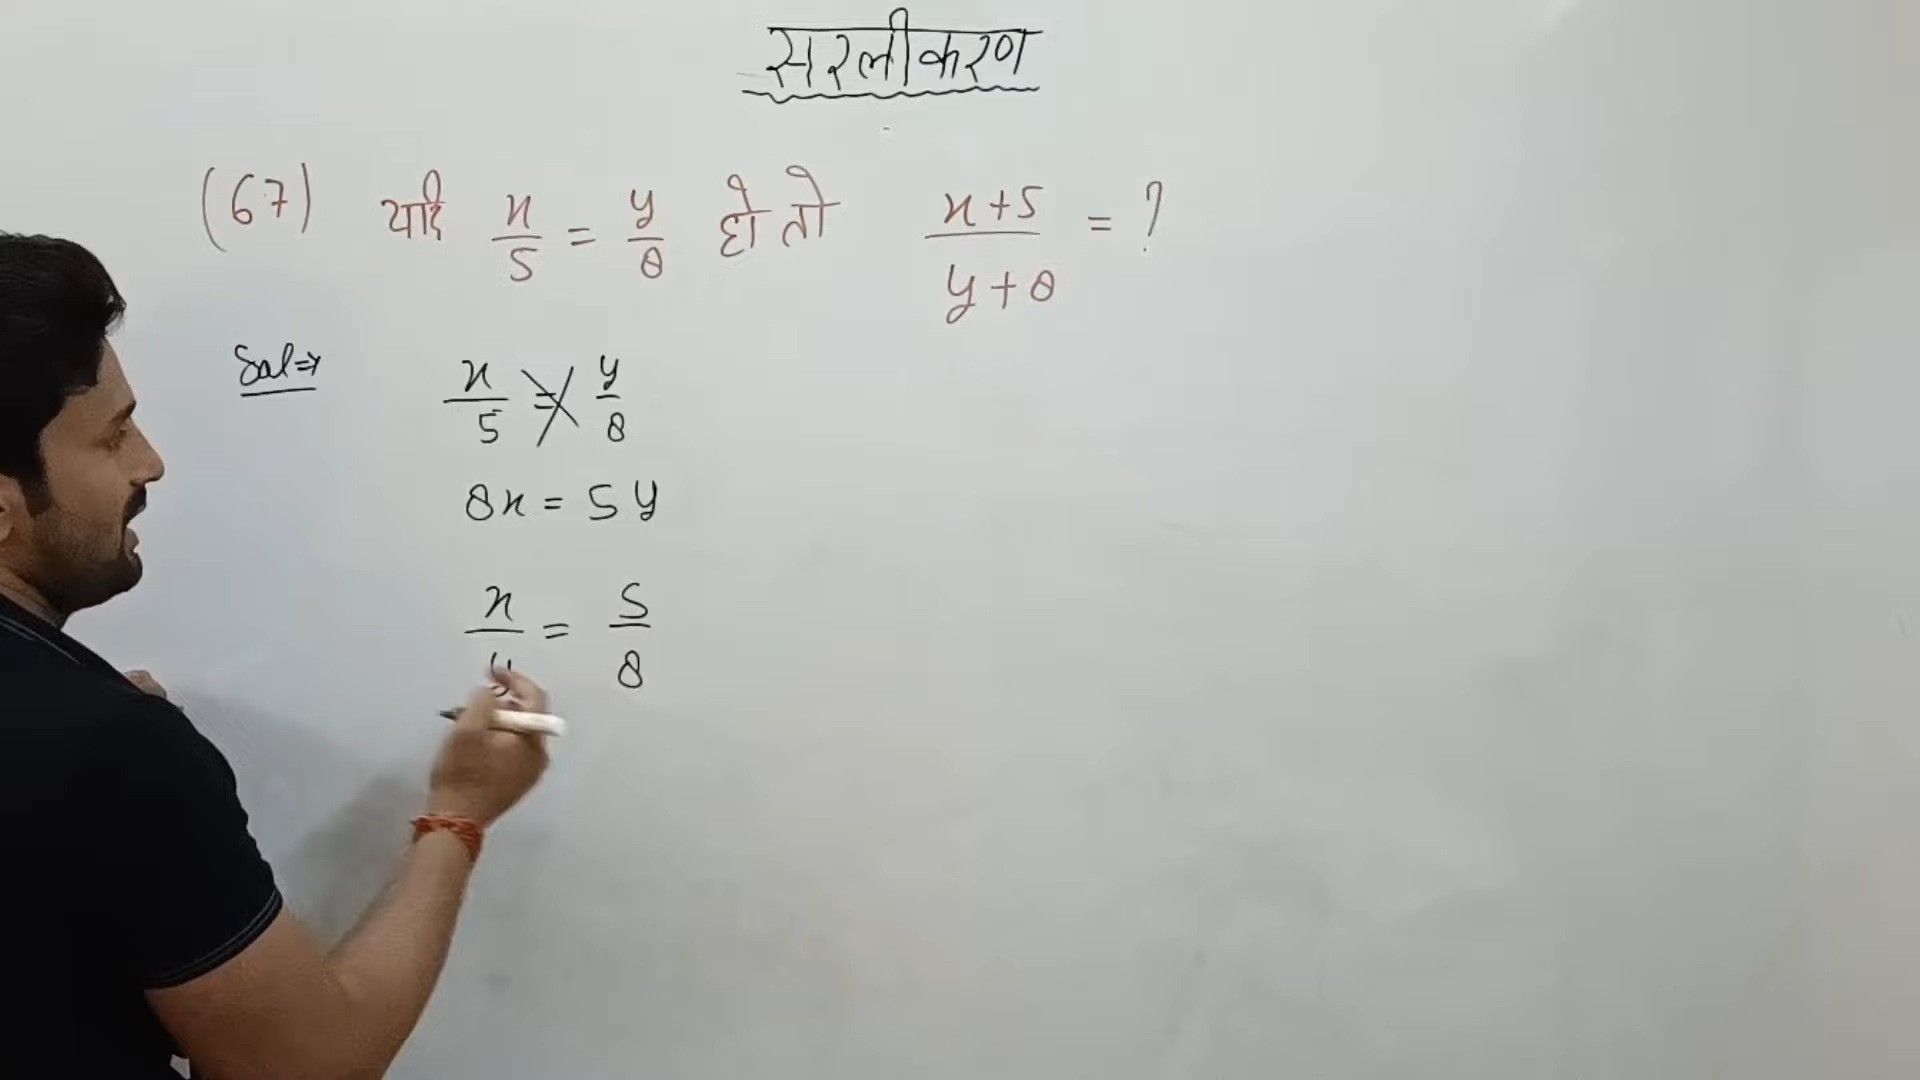 सरलीकरण
(67) यदि x/5 = y/8 हो तो x+5/y+8 = ?
Sol⇒ x/5 = y/8
8x = 5y
x/y = 5/8